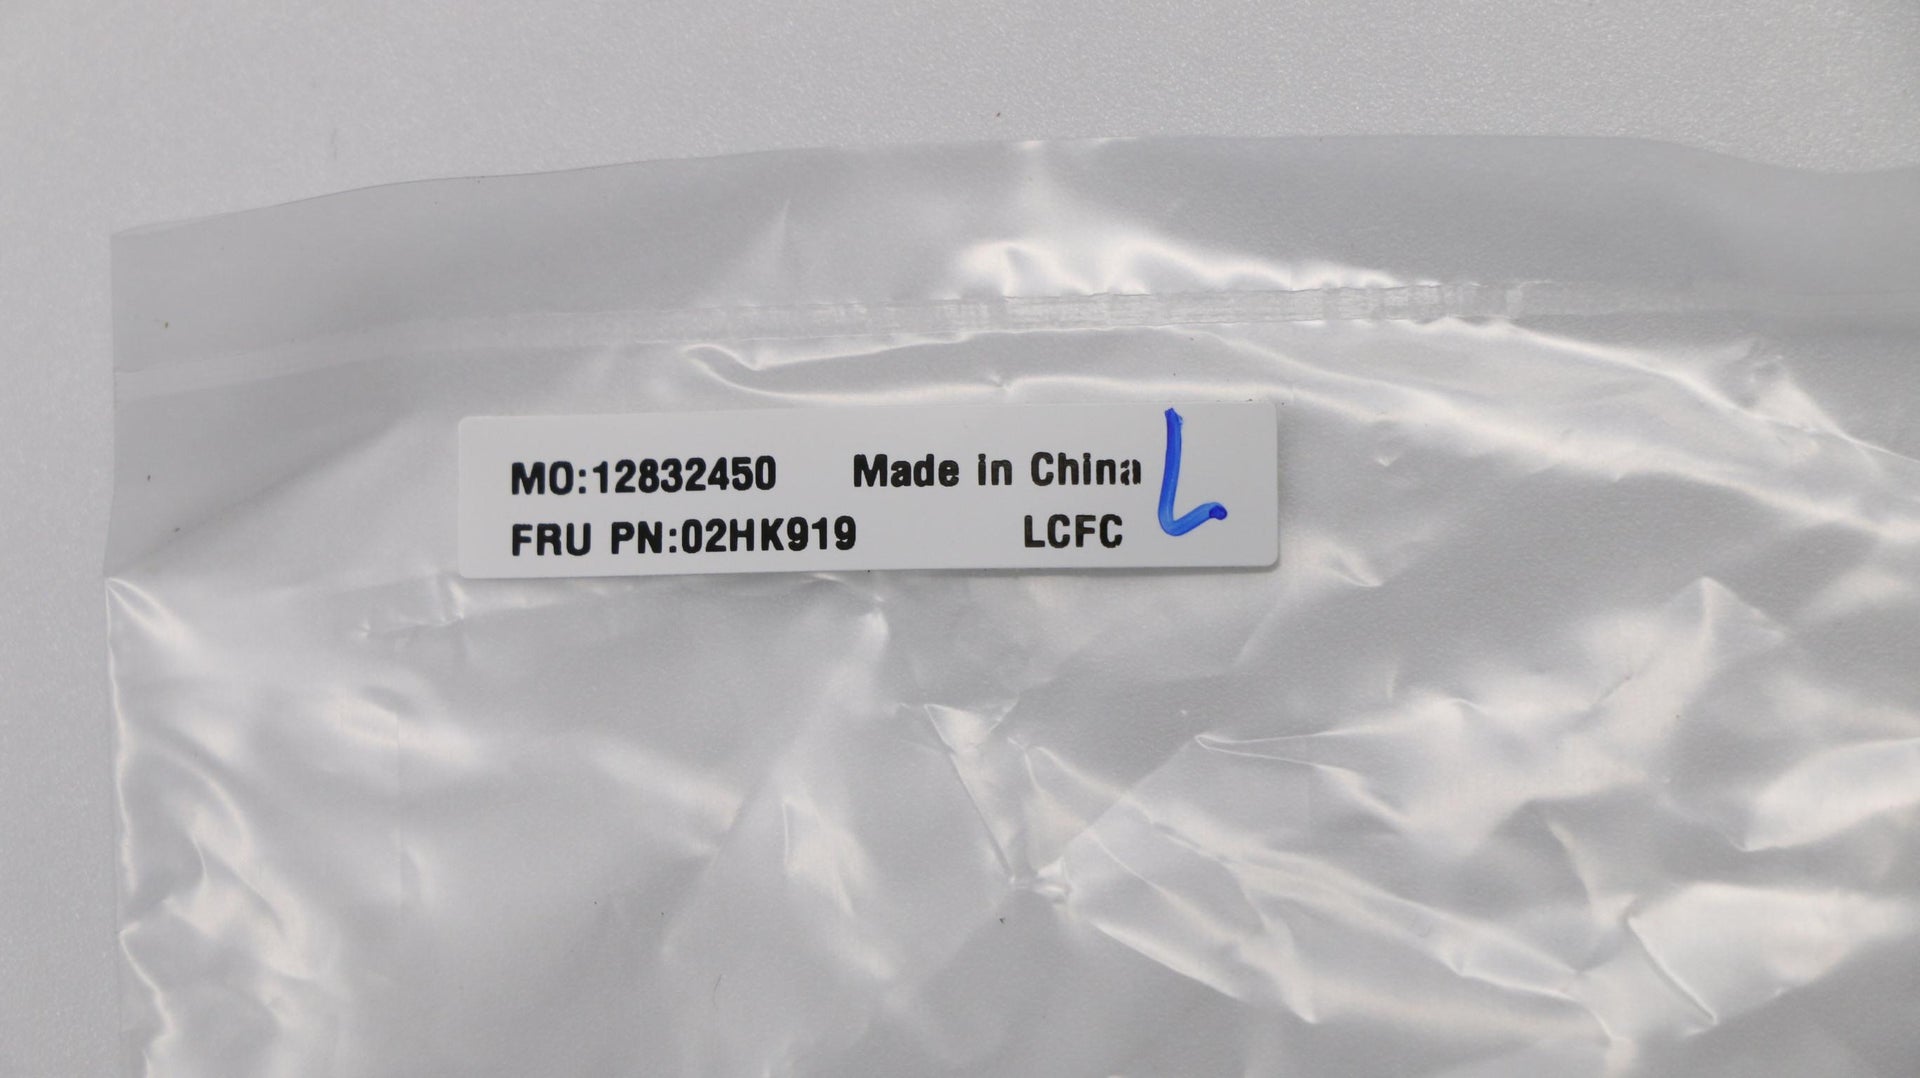 MO:12832450 Made in China
FRU PN:02HK919 LCFC
L